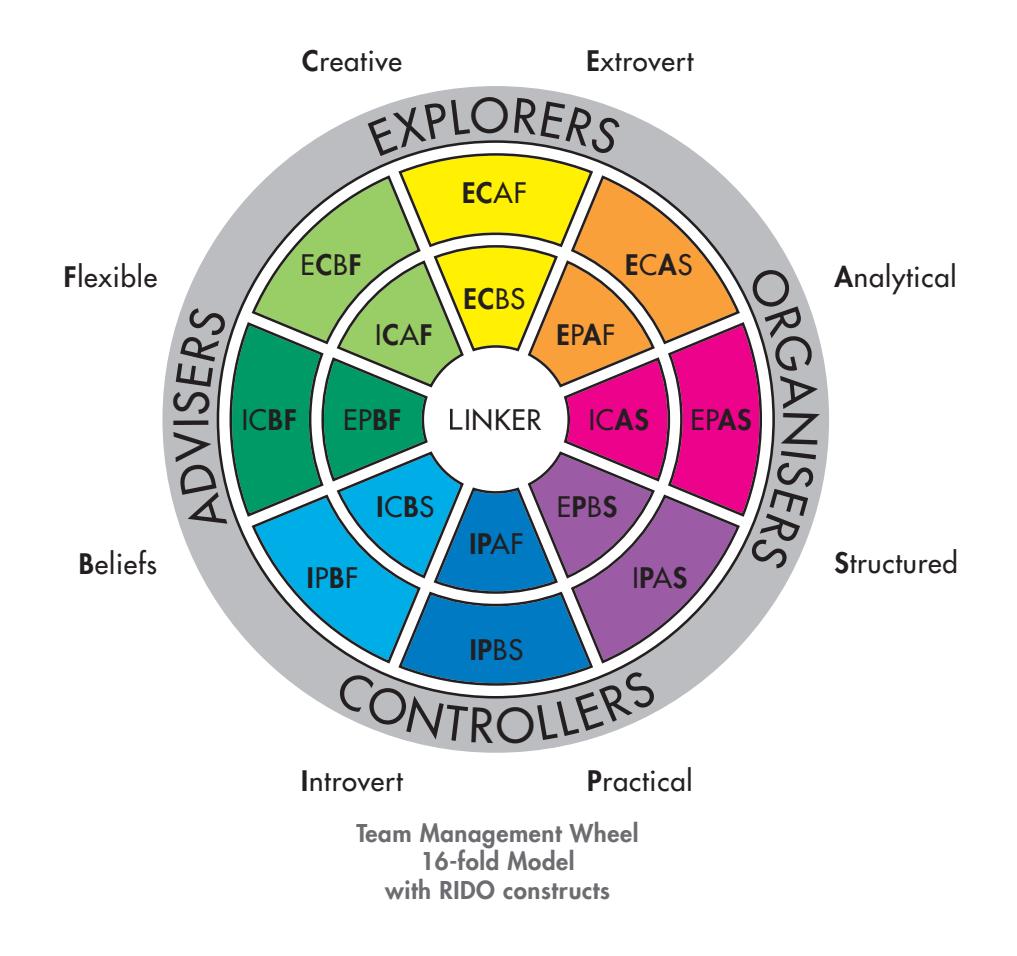 Creative
Extrovert
EXPLORERS
ECAF
ECBF
ECAS
Flexible
Analytical
ECBS
ICAF
EPAF
ADVISERS
ORGANISERS
ICBF
EPBF
LINKER
ICAS
EPAS
ICBS
EPBS
IPAF
Beliefs
Structured
IPBF
IPAS
IPBS
CONTROLLERS
Introvert
Practical
Team Management Wheel
16-fold Model
with RIDO constructs